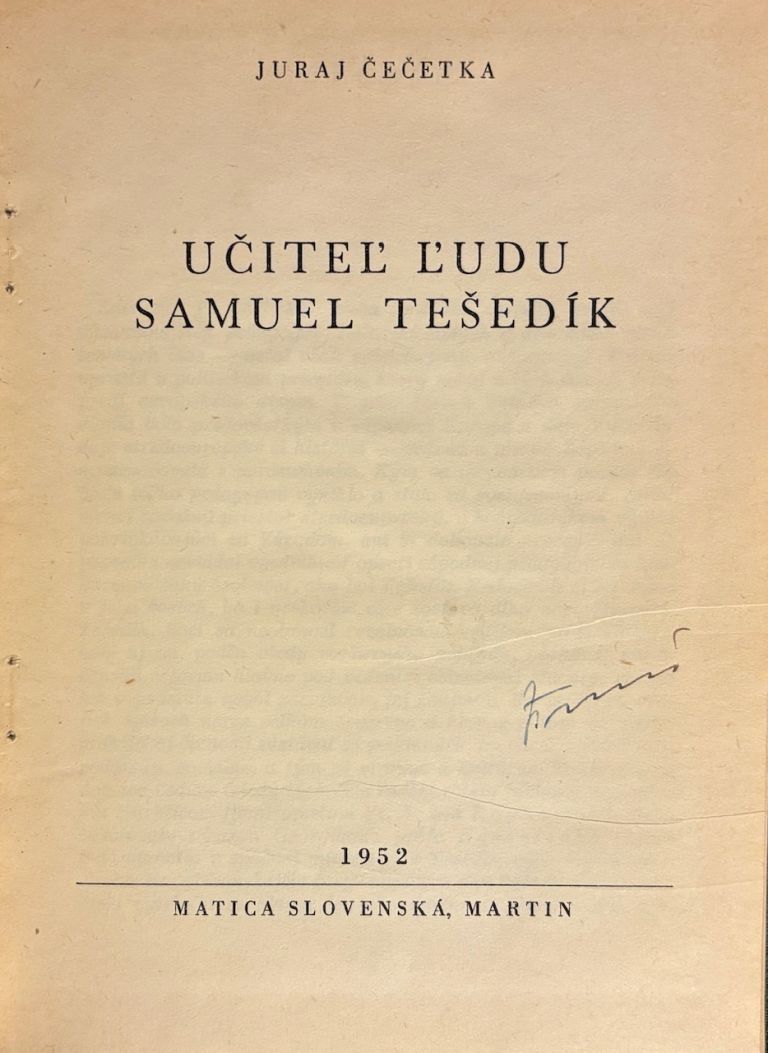 JURAJ ČEČETKA
UČITEĽ ĽUDU
SAMUEL TEŠEDÍK
1952
MATICA SLOVENSKÁ, MARTIN